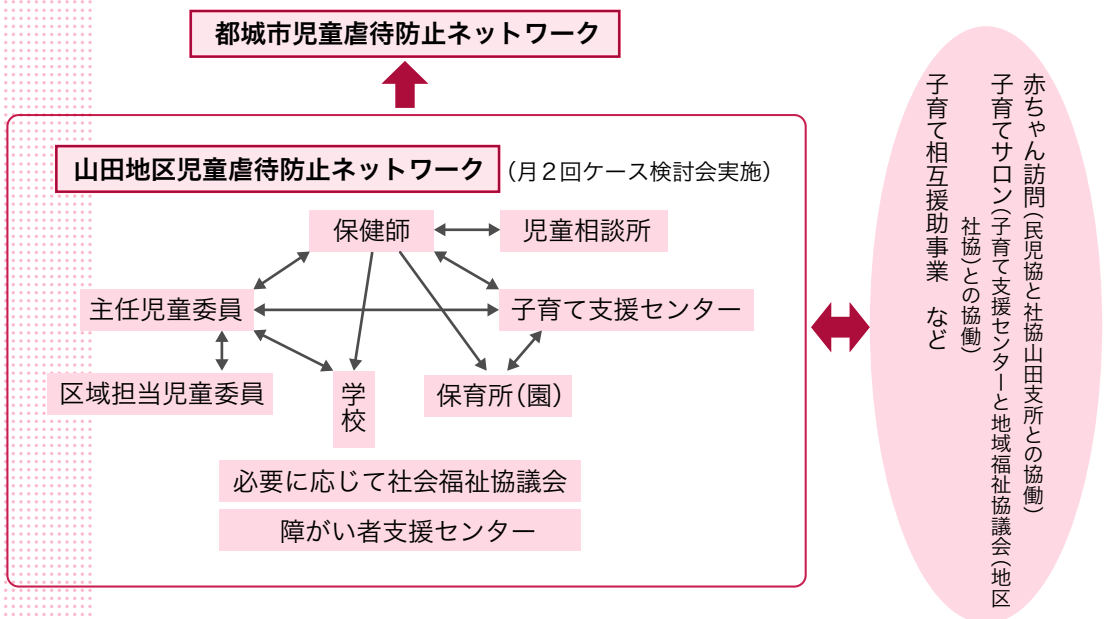 都城市児童虐待防止ネットワーク
山田地区児童虐待防止ネットワーク（月２回ケース検討会実施）
保健師
児童相談所
主任児童委員
子育て支援センター
区域担当児童委員
学校
保育所（園）
必要に応じて社会福祉協議会
障がい者支援センター
赤ちゃん訪問（民児協と社協山田支所との協働）
子育てサロン（子育て支援センターと地域福祉協議会（地区
社協）との協働）
子育て相互援助事業　など